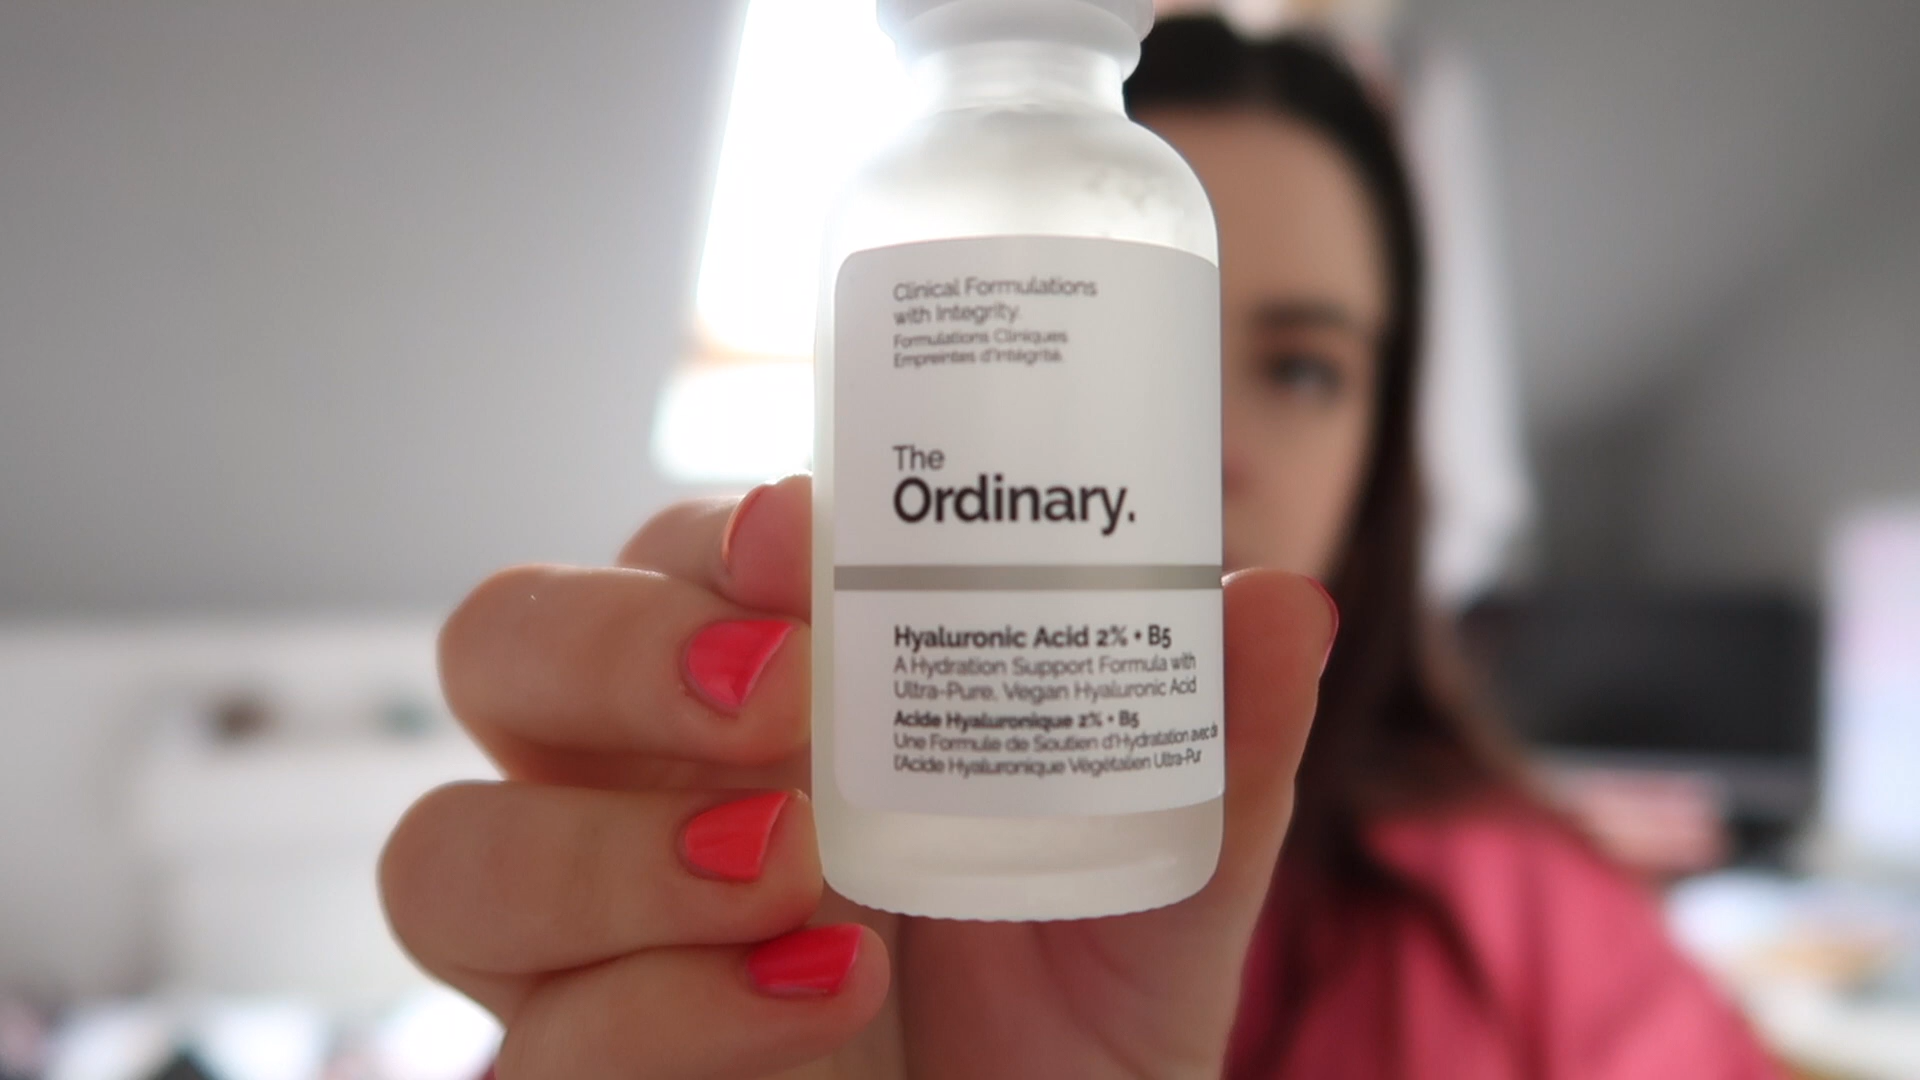 Clinical Formulations
with Integrity.
Formulations Cliniques
Empreintes d'Intégrité.
The
Ordinary.
Hyaluronic Acid 2% + B5
A Hydration Support Formula with
Ultra-Pure, Vegan Hyaluronic Acid
Acide Hyaluronique 2% + B5
Une Formule de Soutien d'Hydratation avec de
l'Acide Hyaluronique Végétalien Ultra-Pur